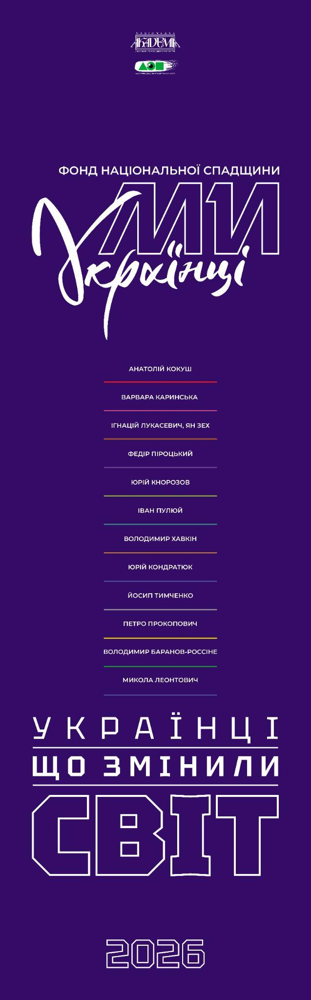 НАЦІОНАЛЬНА
АКАДЕМІЯ
ФОНД НАЦІОНАЛЬНОЇ СПАДЩИНИ
МИ
Українці
АНАТОЛІЙ КОКУШ
ВАРВАРА КАРИНСЬКА
ІГНАЦІЙ ЛУКАСЕВИЧ, ЯН ЗЕХ
ФЕДІР ПІРОЦЬКИЙ
ЮРІЙ КНОРОЗОВ
ІВАН ПУЛЮЙ
ВОЛОДИМИР ХАВКІН
ЮРІЙ КОНДРАТЮК
ЙОСИП ТИМЧЕНКО
ПЕТРО ПРОКОПОВИЧ
ВОЛОДИМИР БАРАНОВ-РОССІНЕ
МИКОЛА ЛЕОНТОВИЧ
УКРАЇНЦІ
ЩО ЗМІНИЛИ
СВІТ
2026